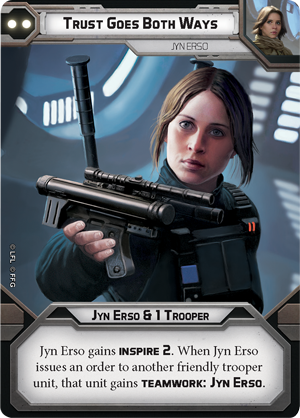 Trust Goes Both Ways
JYN ERSO
© LFL © FFG
Jyn Erso & 1 Trooper
Jyn Erso gains INSPIRE 2. When Jyn Erso
issues an order to another friendly trooper
unit, that unit gains TEAMWORK: JYN ERSO.